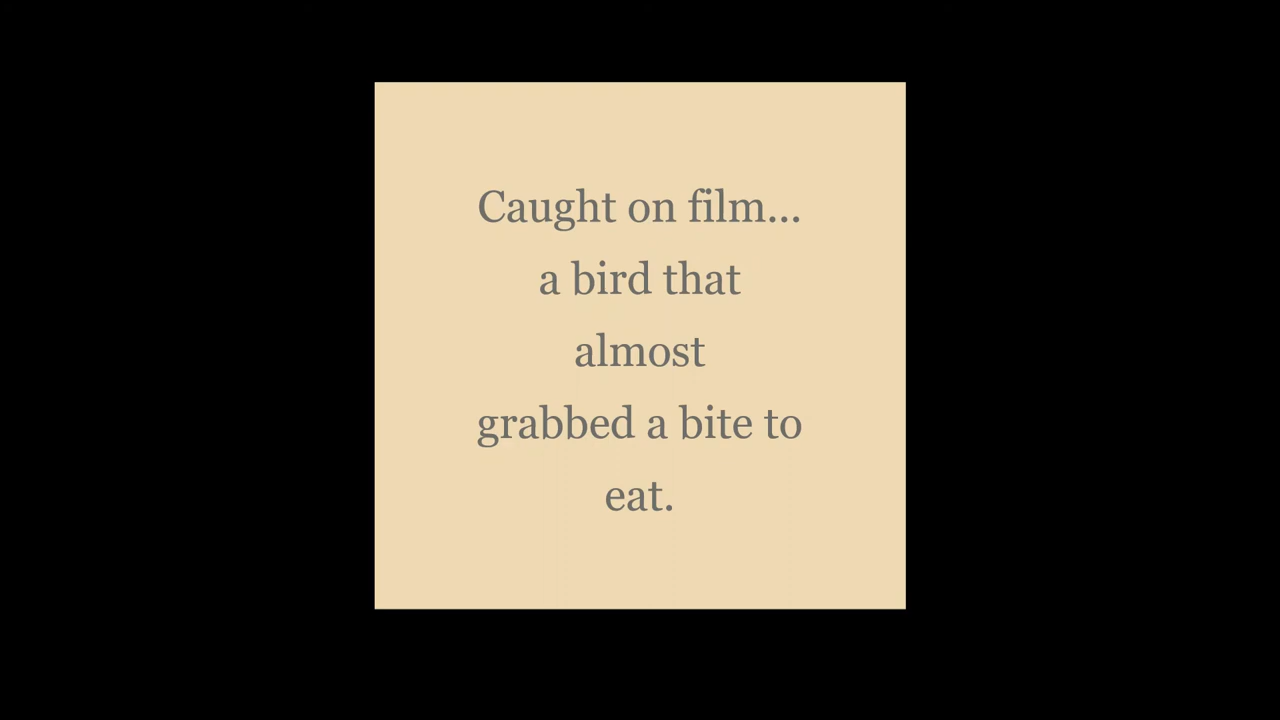 Caught on film...
a bird that
almost
grabbed a bite to
eat.